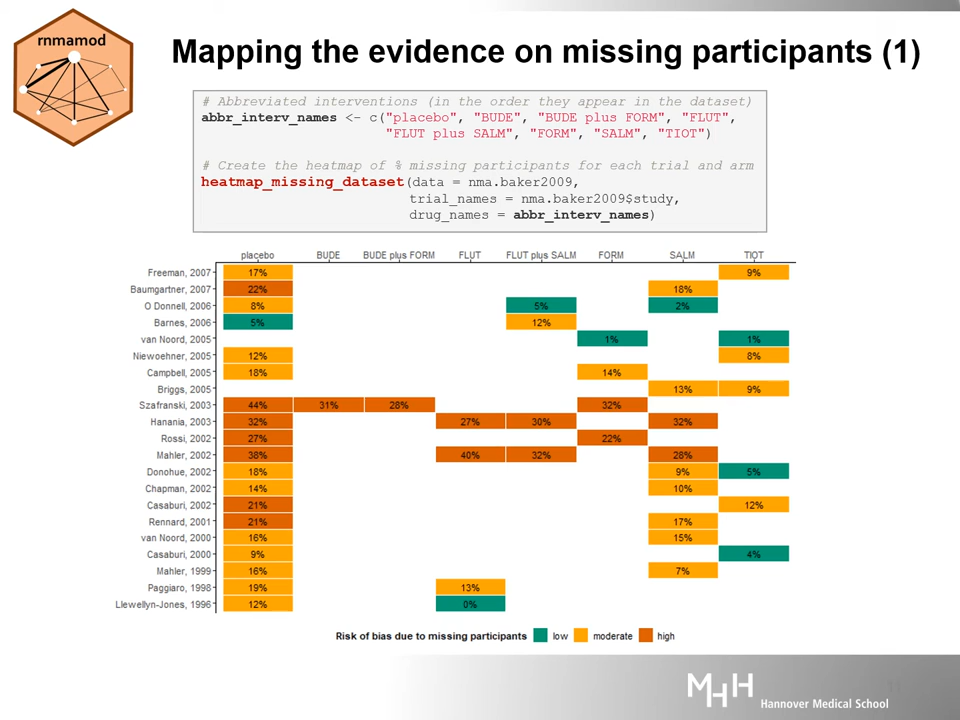 rnmamod
Mapping the evidence on missing participants (1)
# Abbreviated interventions (in the order they appear in the dataset)
abbr_interv_names <- c("placebo", "BUDE", "BUDE plus FORM", "FLUT",
"FLUT plus SALM", "FORM", "SALM", "TIOT")
# Create the heatmap of % missing participants for each trial and arm
heatmap_missing_dataset(data = nma.baker2009,
trial_names = nma.baker2009$study,
drug_names = abbr_interv_names)
placebo BUDE BUDE plus FORM FLUT FLUT plus SALM FORM SALM TIOT
Freeman, 2007 17% 9%
Baumgartner, 2007 22% 18%
O Donnell, 2006 8% 5% 2%
Barnes, 2006 5% 12%
van Noord, 2005 1% 1%
Niewoehner, 2005 12% 8%
Campbell, 2005 18% 14%
Briggs, 2005 13% 9%
Szafranski, 2003 44% 31% 28% 32%
Hanania, 2003 32% 27% 30% 32%
Rossi, 2002 27% 22%
Mahler, 2002 38% 40% 32% 28%
Donohue, 2002 18% 9% 5%
Chapman, 2002 14% 10%
Casaburi, 2002 21% 12%
Rennard, 2001 21% 17%
van Noord, 2000 16% 15%
Casaburi, 2000 9% 4%
Mahler, 1999 16% 7%
Paggiaro, 1998 19% 13%
Llewellyn-Jones, 1996 12% 0%
Risk of bias due to missing participants low moderate high
MHH Hannover Medical School
11